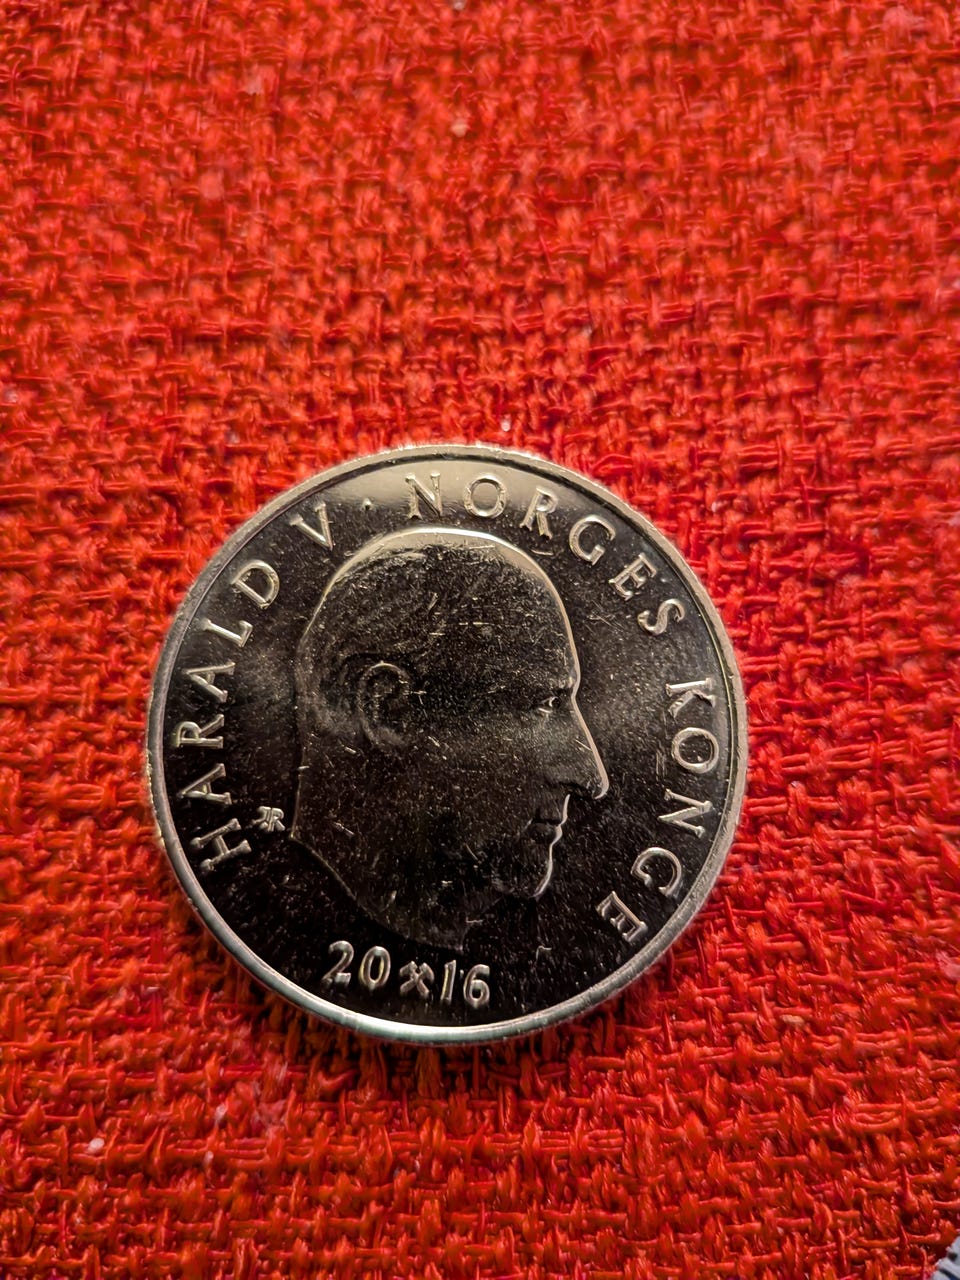 HARALD V · NORGES KONGE
20⚒16